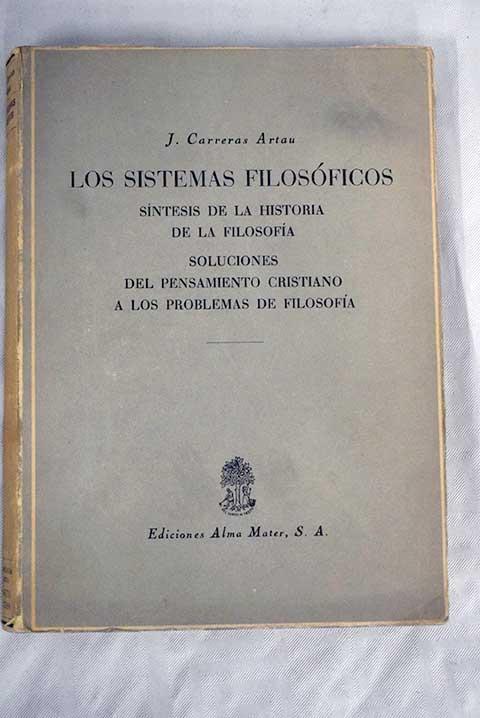 J. Carreras Artau
LOS SISTEMAS FILOSÓFICOS
SÍNTESIS DE LA HISTORIA
DE LA FILOSOFÍA
SOLUCIONES
DEL PENSAMIENTO CRISTIANO
A LOS PROBLEMAS DE FILOSOFÍA
Ediciones Alma Mater, S. A.